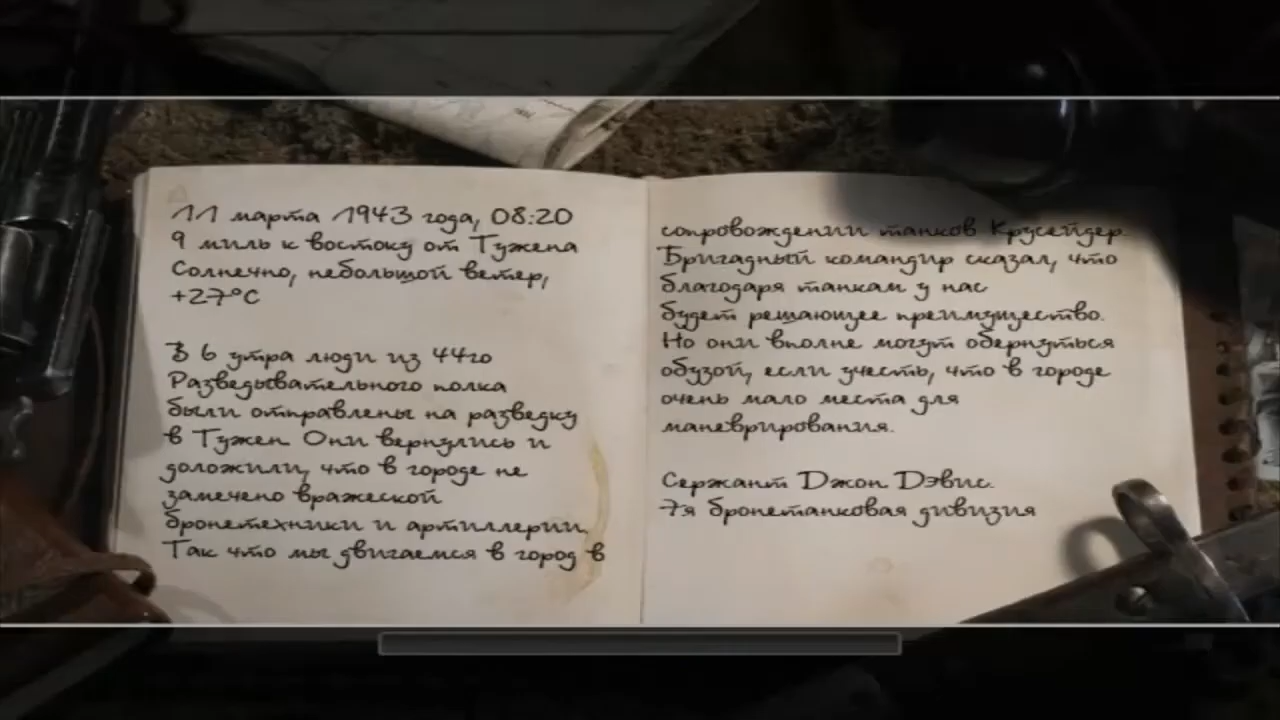 11 марта 1943 года, 08:20
9 миль к востоку от Тужена
Солнечно, небольшой ветер,
+27°C
В 6 утра люди из 44го
Разведывательного полка
были отправлены на разведку
в Тужен. Они вернулись и
доложили, что в городе не
замечено вражеской
бронетехники и артиллерии.
Так что мы двигаемся в город в
сопровождении танков Крусейдер.
Бригадный командир сказал, что
благодаря танкам у нас
будет решающее преимущество.
Но они вполне могут обернуться
обузой, если учесть, что в городе
очень мало места для
маневрирования.
Сержант Джон Дэвис.
7я бронетанковая дивизия